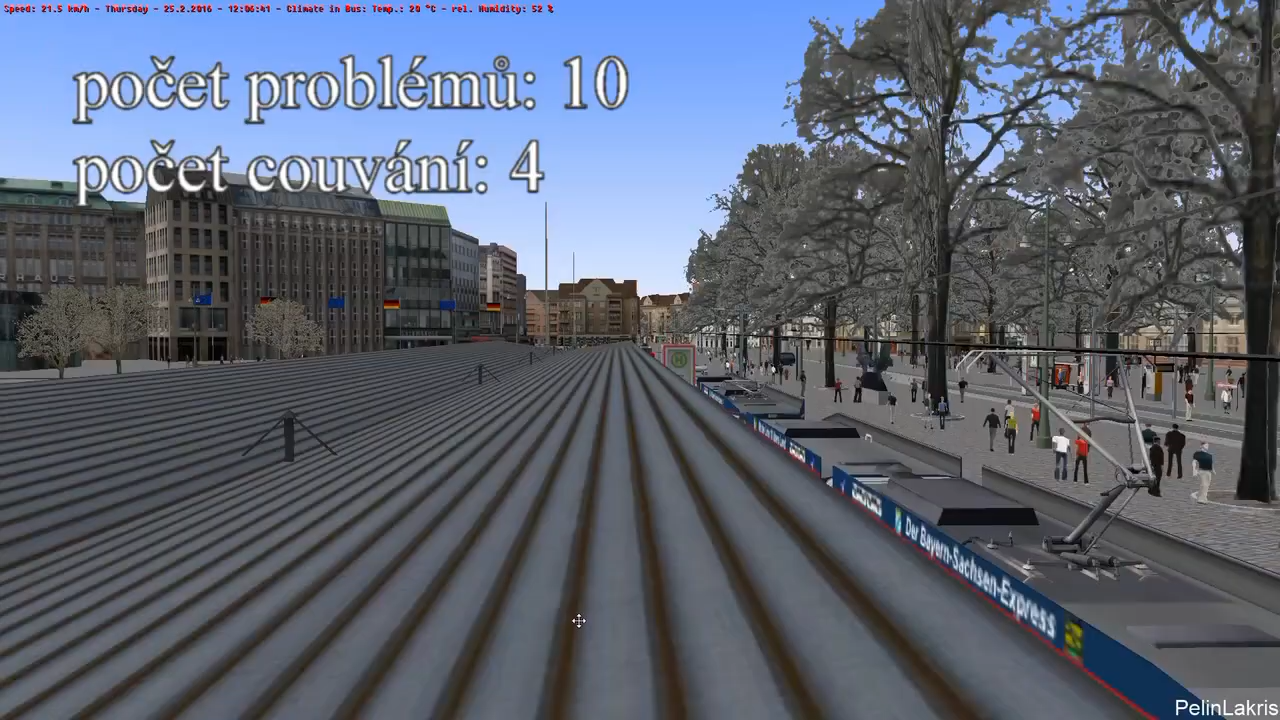 Speed: 21.5 km/h - Thursday - 25.2.2016 - 12:06:41 - Climate in Bus: Temp.: 20 °C - rel. Humidity: 52 %
počet problémů: 10
počet couvání: 4
Der Bayern-Sachsen-Express
PelinLakris